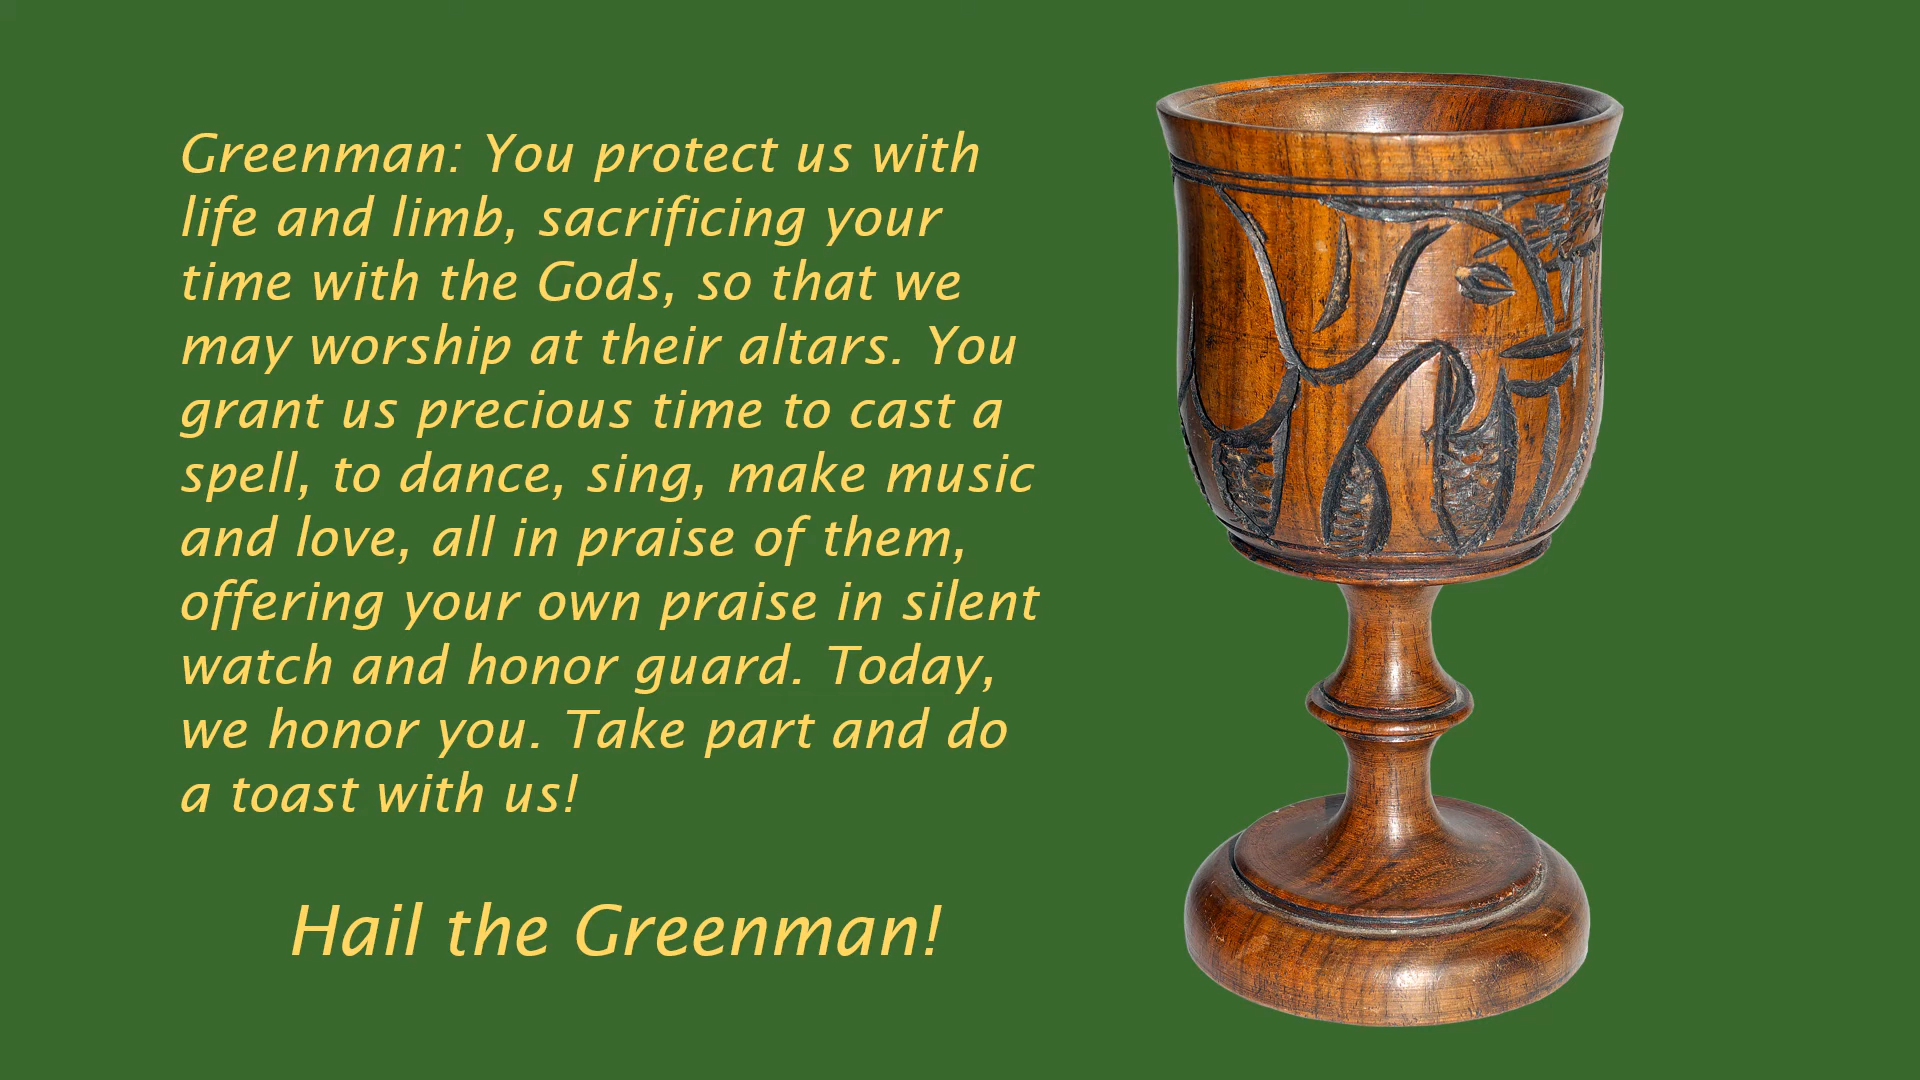 Greenman: You protect us with
life and limb, sacrificing your
time with the Gods, so that we
may worship at their altars. You
grant us precious time to cast a
spell, to dance, sing, make music
and love, all in praise of them,
offering your own praise in silent
watch and honor guard. Today,
we honor you. Take part and do
a toast with us!
Hail the Greenman!